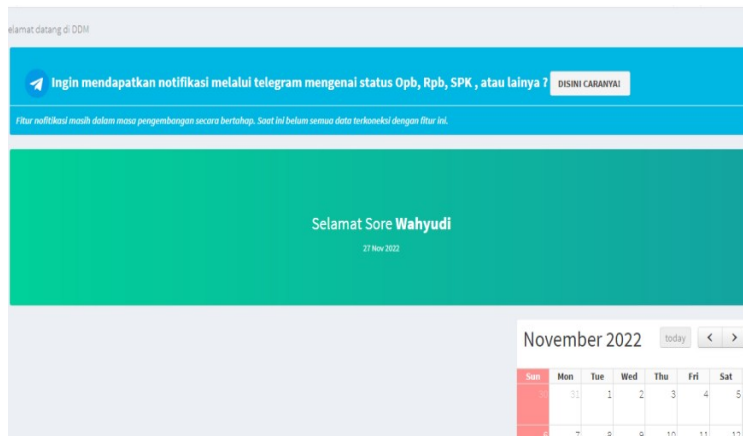 elamat datang di DDM
Ingin mendapatkan notifikasi melalui telegram mengenai status Opb, Rpb, SPK , atau lainya ? DISINI CARANYA!
Fitur nofitikasi masih dalam masa pengembangan secara bertahap. Saat ini belum semua data terkoneksi dengan fitur ini.
Selamat Sore Wahyudi
27 Nov 2022
November 2022 today < >
Sun Mon Tue Wed Thu Fri Sat
30 31 1 2 3 4 5
6 7 8 9 10 11 12